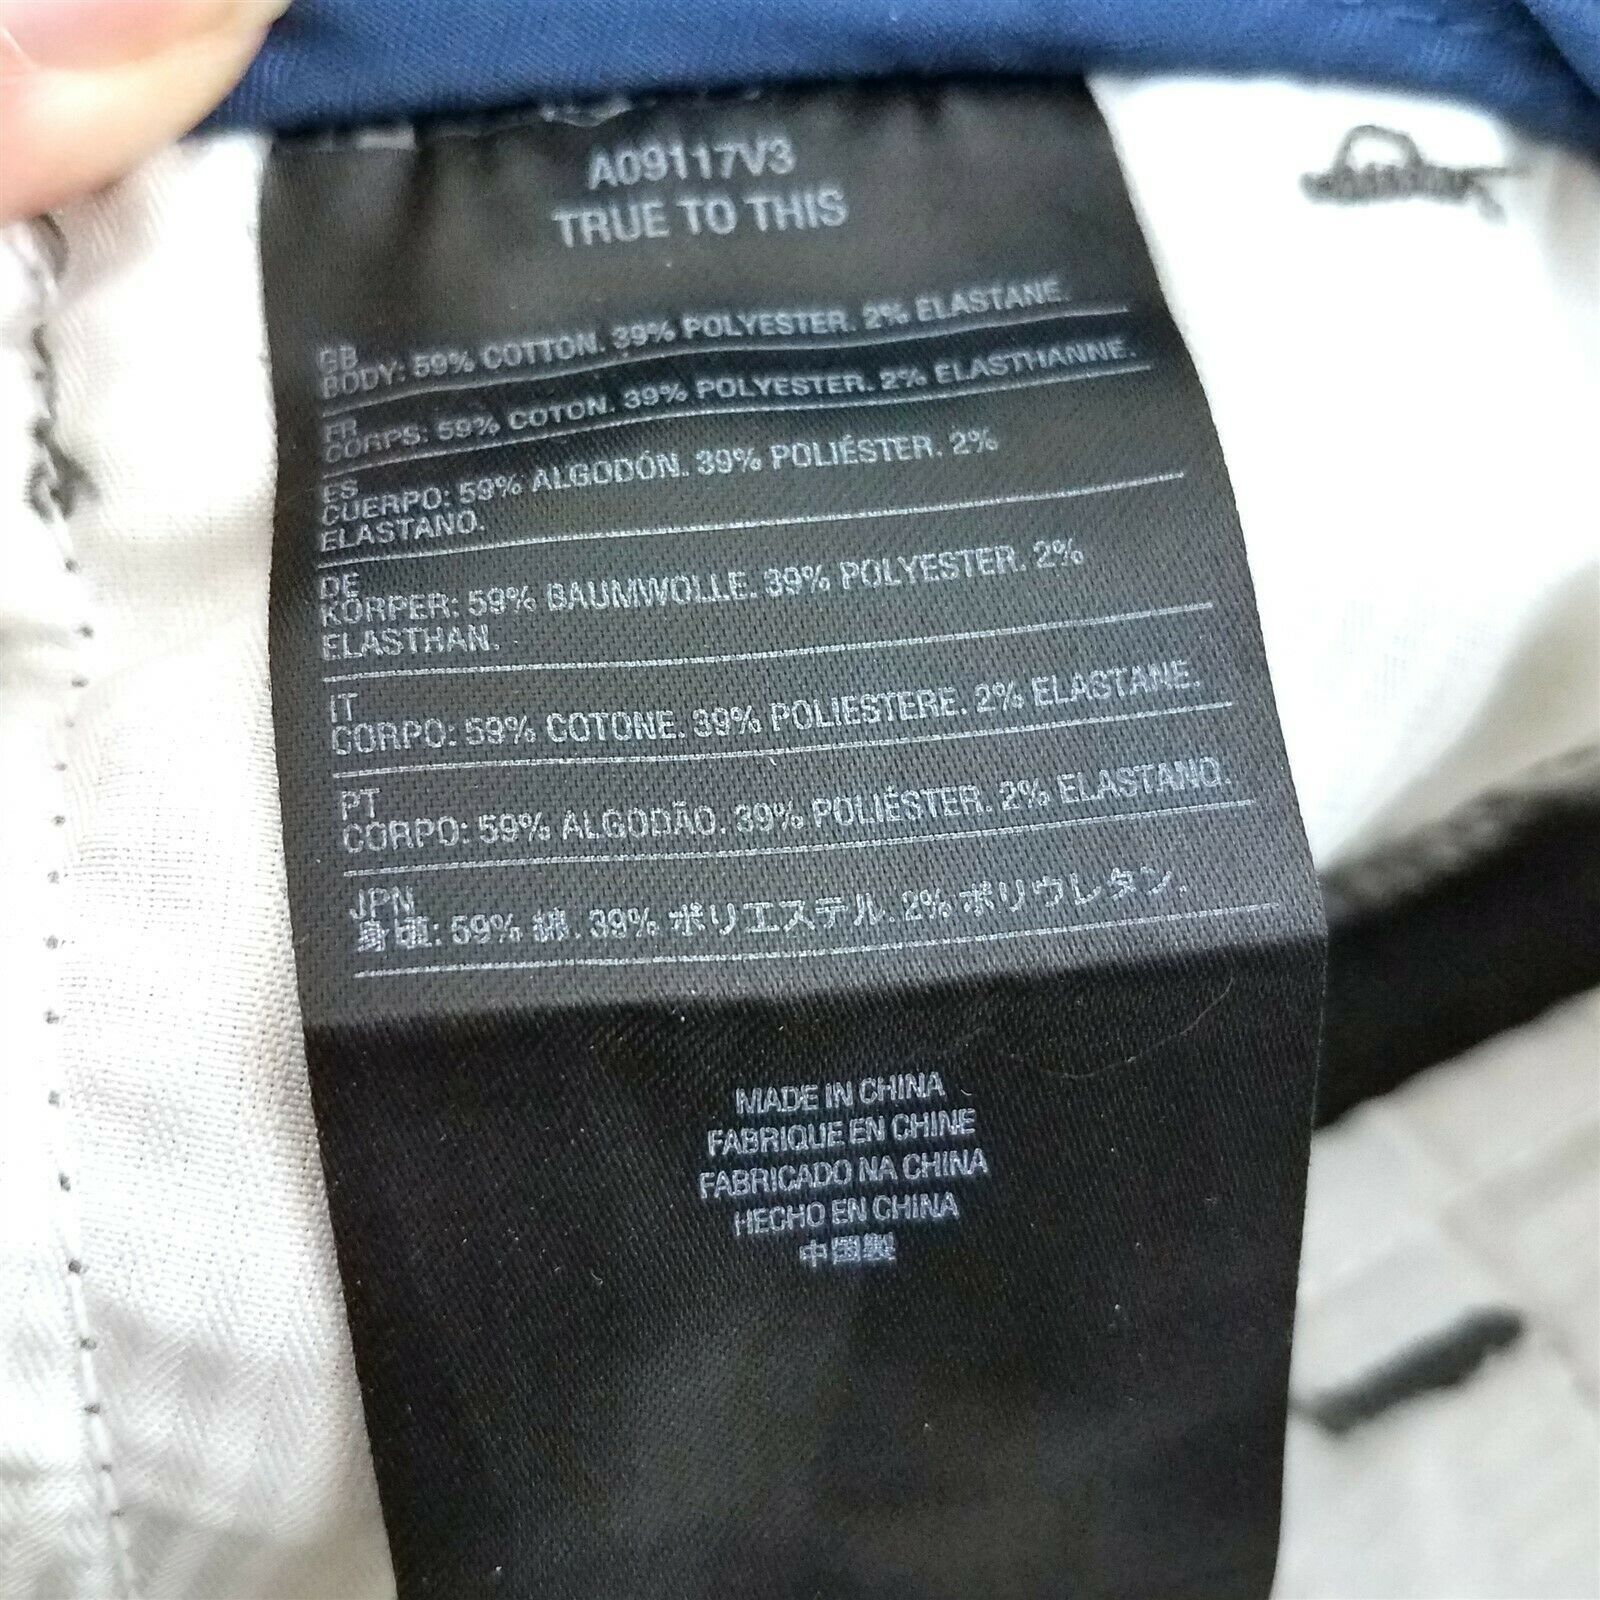 A09117V3
TRUE TO THIS
GB
BODY: 59% COTTON. 39% POLYESTER. 2% ELASTANE.
FR
CORPS: 59% COTON. 39% POLYESTER. 2% ELASTHANNE.
ES
CUERPO: 59% ALGODÓN. 39% POLIÉSTER. 2%
ELASTANO.
DE
KÖRPER: 59% BAUMWOLLE. 39% POLYESTER. 2%
ELASTHAN.
IT
CORPO: 59% COTONE. 39% POLIESTERE. 2% ELASTANE.
PT
CORPO: 59% ALGODÃO. 39% POLIÉSTER. 2% ELASTANO.
JPN
身頃: 59% 綿. 39% ポリエステル. 2% ポリウレタン.
MADE IN CHINA
FABRIQUE EN CHINE
FABRICADO NA CHINA
HECHO EN CHINA
中国製